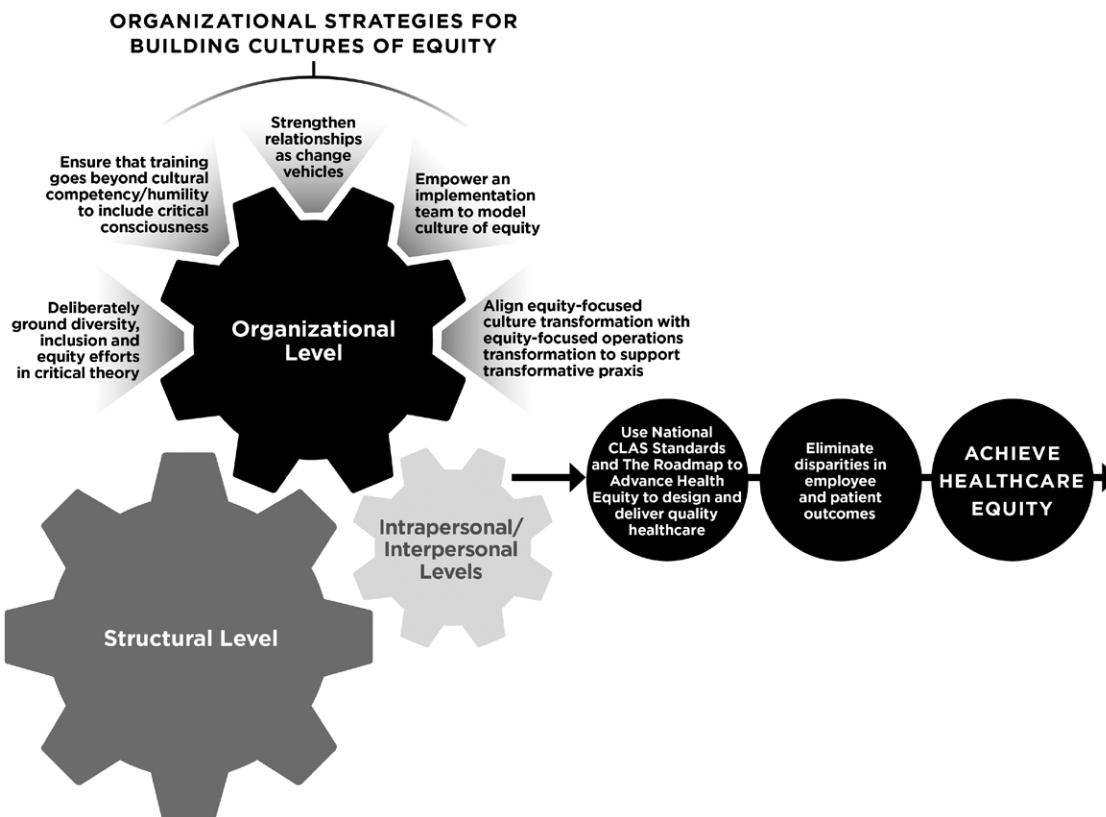 ORGANIZATIONAL STRATEGIES FOR
BUILDING CULTURES OF EQUITY
Deliberately
ground diversity,
inclusion and
equity efforts
in critical theory
Ensure that training
goes beyond cultural
competency/humility
to include critical
consciousness
Strengthen
relationships
as change
vehicles
Empower an
implementation
team to model
culture of equity
Align equity-focused
culture transformation with
equity-focused operations
transformation to support
transformative praxis
Organizational
Level
Intrapersonal/
Interpersonal
Levels
Structural Level
Use National
CLAS Standards
and The Roadmap to
Advance Health
Equity to design and
deliver quality
healthcare
Eliminate
disparities in
employee
and patient
outcomes
ACHIEVE
HEALTHCARE
EQUITY